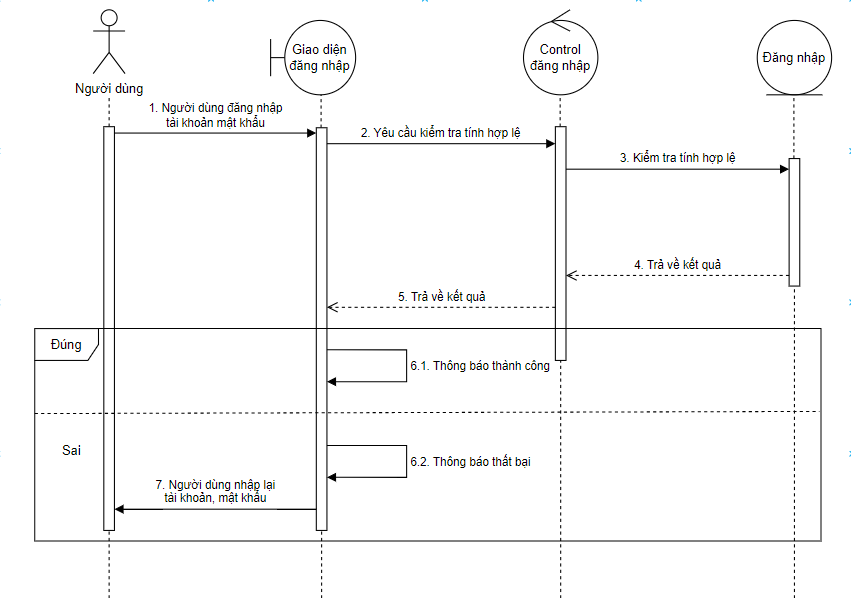 Giao diện
đăng nhập
Control
đăng nhập
Đăng nhập
Người dùng
1. Người dùng đăng nhập
tài khoản mật khẩu
2. Yêu cầu kiểm tra tính hợp lệ
3. Kiểm tra tính hợp lệ
4. Trả về kết quả
5. Trả về kết quả
Đúng
6.1. Thông báo thành công
Sai
6.2. Thông báo thất bại
7. Người dùng nhập lại
tài khoản, mật khẩu